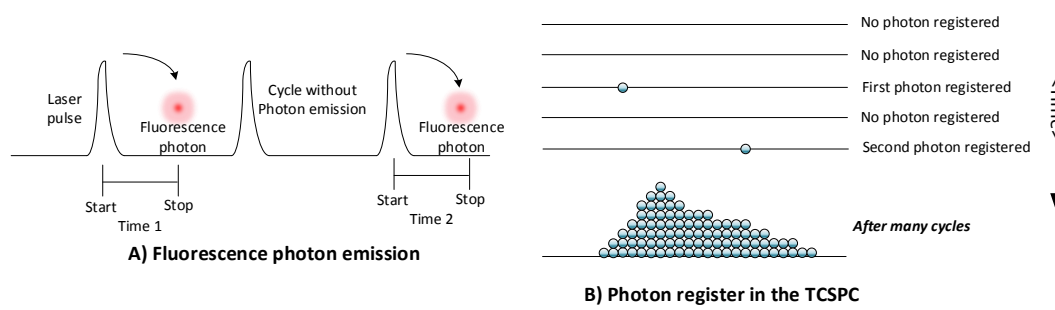 Laser
pulse
Fluorescence
photon
Cycle without
Photon emission
Fluorescence
photon
Start
Stop
Time 1
Start
Stop
Time 2
A) Fluorescence photon emission
No photon registered
No photon registered
First photon registered
No photon registered
Second photon registered
After many cycles
B) Photon register in the TCSPC